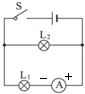 S
L₂
L₁ − A +